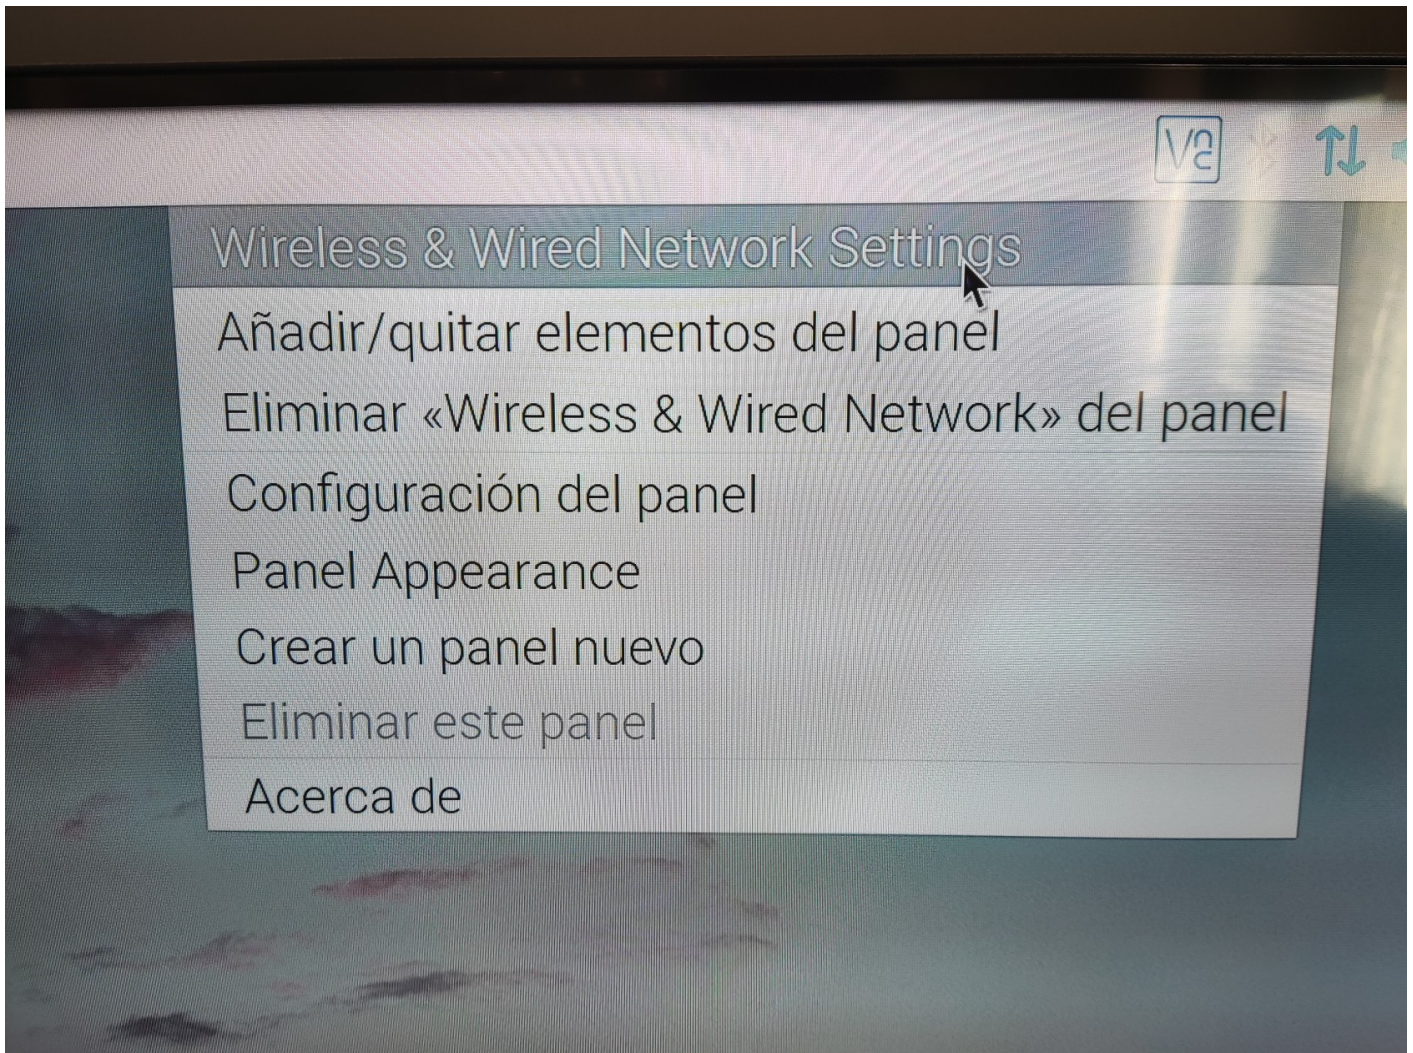 VNC
Wireless & Wired Network Settings
Añadir/quitar elementos del panel
Eliminar «Wireless & Wired Network» del panel
Configuración del panel
Panel Appearance
Crear un panel nuevo
Eliminar este panel
Acerca de